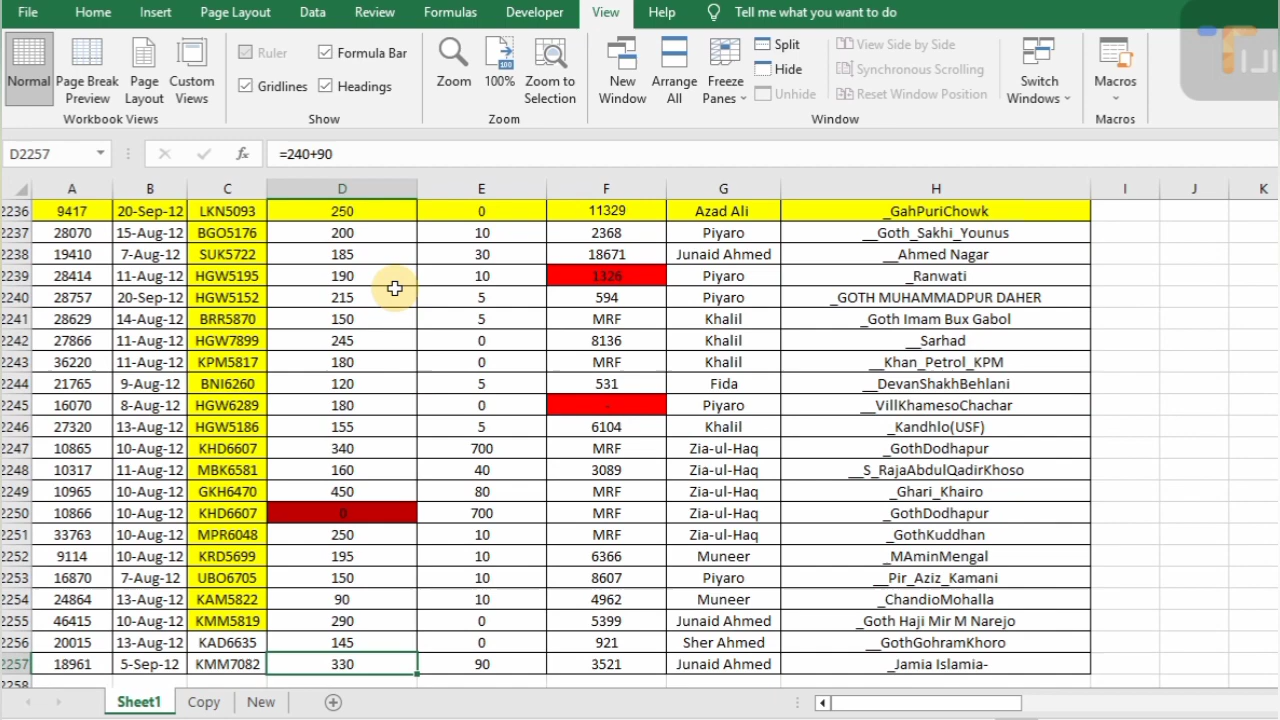 File Home Insert Page Layout Data Review Formulas Developer View Help Tell me what you want to do
Normal Page Break Preview Page Layout Custom Views
Workbook Views
Ruler Formula Bar
Gridlines Headings
Show
Zoom 100% Zoom to Selection
Zoom
New Window Arrange All Freeze Panes
Split
Hide
Unhide
View Side by Side
Synchronous Scrolling
Reset Window Position
Switch Windows
Window
Macros
Macros
D2257 fx =240+90
A B C D E F G H I J K
2236 9417 20-Sep-12 LKN5093 250 0 11329 Azad Ali _GahPuriChowk
2237 28070 15-Aug-12 BGO5176 200 10 2368 Piyaro __Goth_Sakhi_Younus
2238 19410 7-Aug-12 SUK5722 185 30 18671 Junaid Ahmed __Ahmed Nagar
2239 28414 11-Aug-12 HGW5195 190 10 1326 Piyaro _Ranwati
2240 28757 20-Sep-12 HGW5152 215 5 594 Piyaro _GOTH MUHAMMADPUR DAHER
2241 28629 14-Aug-12 BRR5870 150 5 MRF Khalil _Goth Imam Bux Gabol
2242 27866 11-Aug-12 HGW7899 245 0 8136 Khalil __Sarhad
2243 36220 11-Aug-12 KPM5817 180 0 MRF Khalil __Khan_Petrol_KPM
2244 21765 9-Aug-12 BNI6260 120 5 531 Fida __DevanShakhBehlani
2245 16070 8-Aug-12 HGW6289 180 0 - Piyaro __VillKhamesoChachar
2246 27320 13-Aug-12 HGW5186 155 5 6104 Khalil _Kandhlo(USF)
2247 10865 10-Aug-12 KHD6607 340 700 MRF Zia-ul-Haq _GothDodhapur
2248 10317 11-Aug-12 MBK6581 160 40 3089 Zia-ul-Haq __S_RajaAbdulQadirKhoso
2249 10965 10-Aug-12 GKH6470 450 80 MRF Zia-ul-Haq _Ghari_Khairo
2250 10866 10-Aug-12 KHD6607 0 700 MRF Zia-ul-Haq _GothDodhapur
2251 33763 10-Aug-12 MPR6048 250 10 MRF Zia-ul-Haq _GothKuddhan
2252 9114 10-Aug-12 KRD5699 195 10 6366 Muneer _MAminMengal
2253 16870 7-Aug-12 UBO6705 150 10 8607 Piyaro __Pir_Aziz_Kamani
2254 24864 13-Aug-12 KAM5822 90 10 4962 Muneer _ChandioMohalla
2255 46415 10-Aug-12 KMM5819 290 0 5399 Junaid Ahmed _Goth Haji Mir M Narejo
2256 20015 13-Aug-12 KAD6635 145 0 921 Sher Ahmed __GothGohramKhoro
2257 18961 5-Sep-12 KMM7082 330 90 3521 Junaid Ahmed _Jamia Islamia-
2258
Sheet1 Copy New